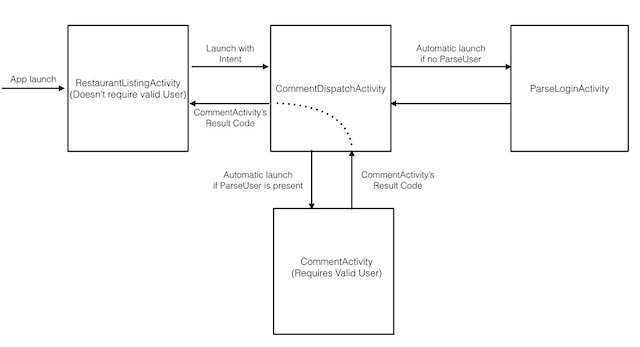 App launch
RestaurantListingActivity
(Doesn't require valid User)
Launch with
Intent
CommentActivity's
Result Code
CommentDispatchActivity
Automatic launch
if no ParseUser
ParseLoginActivity
Automatic launch
if ParseUser is present
CommentActivity's
Result Code
CommentActivity
(Requires Valid User)